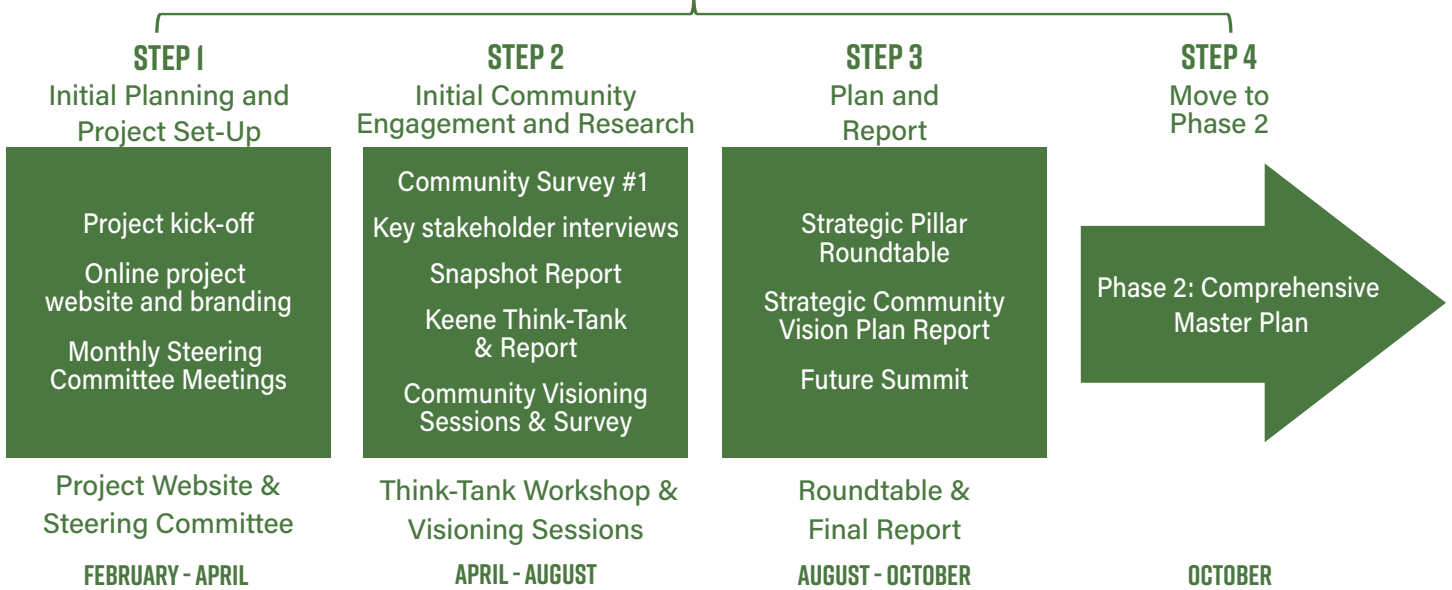 STEP 1
Initial Planning and
Project Set-Up
Project kick-off
Online project
website and branding
Monthly Steering
Committee Meetings
Project Website &
Steering Committee
FEBRUARY - APRIL
STEP 2
Initial Community
Engagement and Research
Community Survey #1
Key stakeholder interviews
Snapshot Report
Keene Think-Tank
& Report
Community Visioning
Sessions & Survey
Think-Tank Workshop &
Visioning Sessions
APRIL - AUGUST
STEP 3
Plan and
Report
Strategic Pillar
Roundtable
Strategic Community
Vision Plan Report
Future Summit
Roundtable &
Final Report
AUGUST - OCTOBER
STEP 4
Move to
Phase 2
Phase 2: Comprehensive
Master Plan
OCTOBER